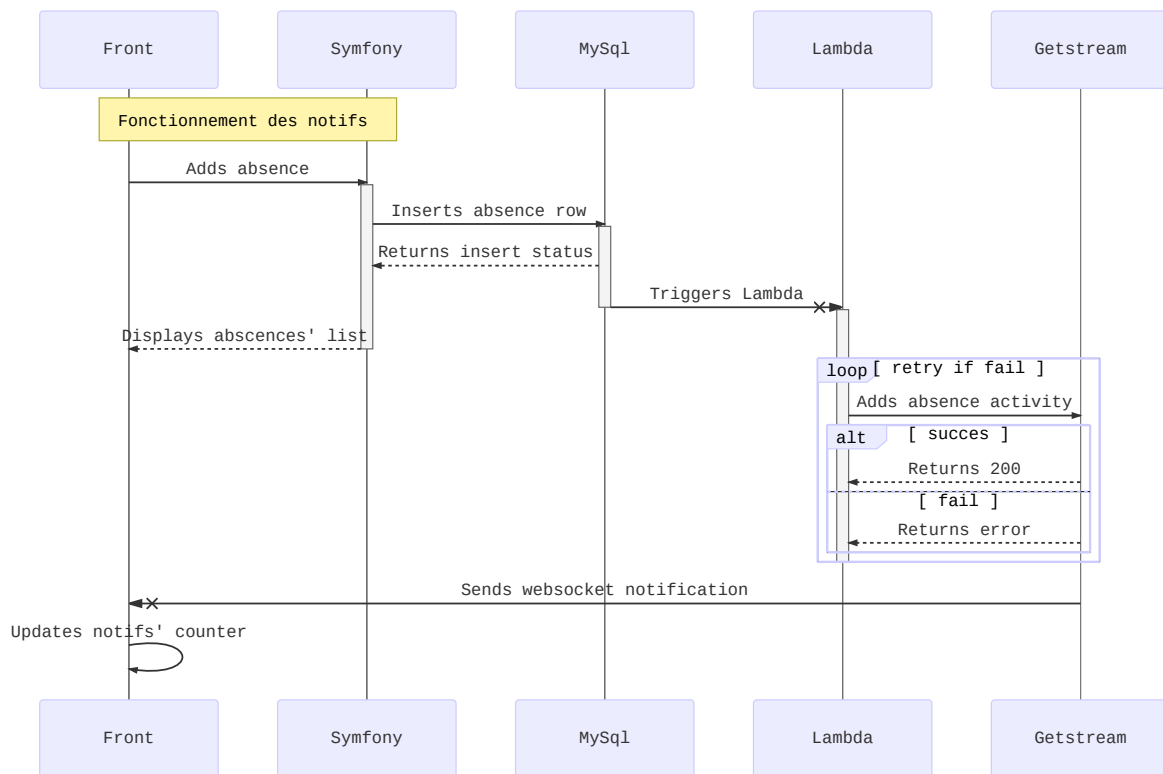 Front
Symfony
MySql
Lambda
Getstream
Fonctionnement des notifs
Adds absence
Inserts absence row
Returns insert status
Triggers Lambda
Displays abscences' list
loop [ retry if fail ]
Adds absence activity
alt [ succes ]
Returns 200
[ fail ]
Returns error
Sends websocket notification
Updates notifs' counter
Front
Symfony
MySql
Lambda
Getstream